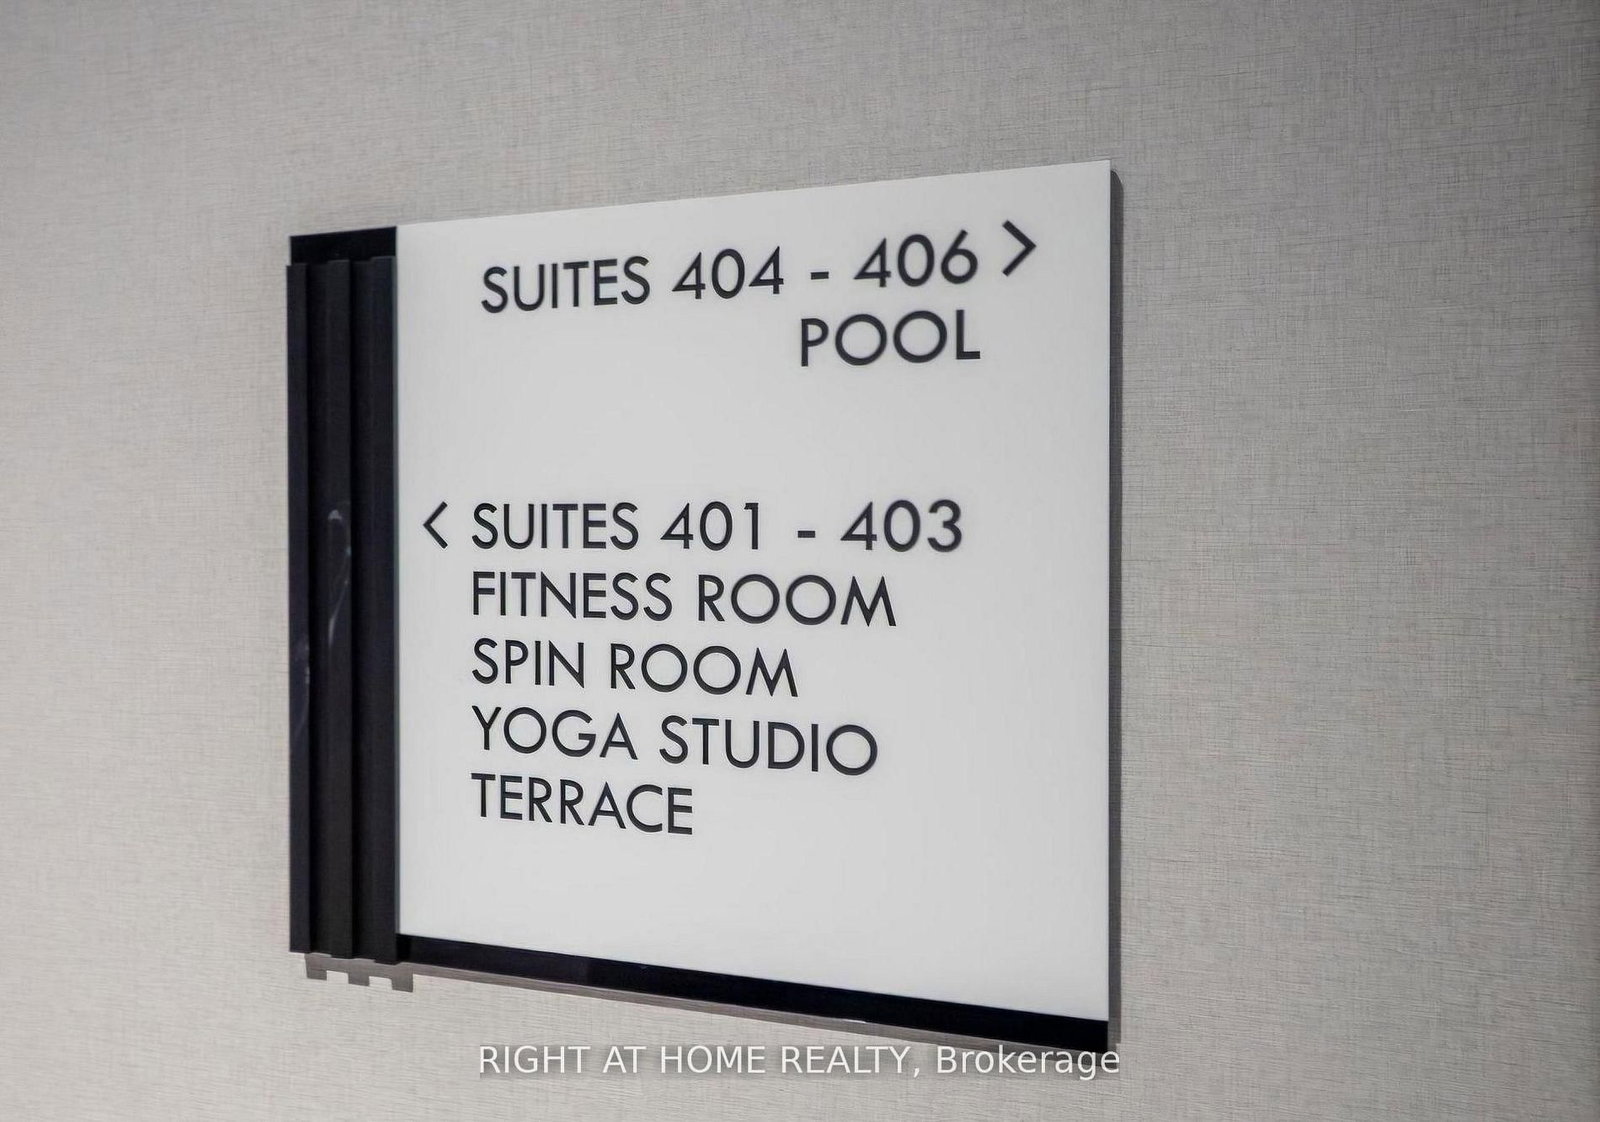 SUITES 404 - 406 >
POOL
< SUITES 401 - 403
FITNESS ROOM
SPIN ROOM
YOGA STUDIO
TERRACE
RIGHT AT HOME REALTY, Brokerage